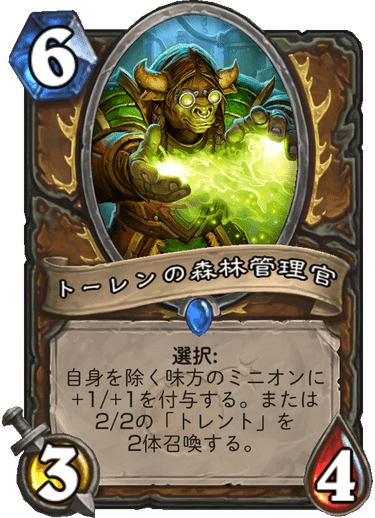 6
トーレンの森林管理官
選択:
自身を除く味方のミニオンに
+1/+1を付与する。または
2/2の「トレント」を
2体召喚する。
3
4